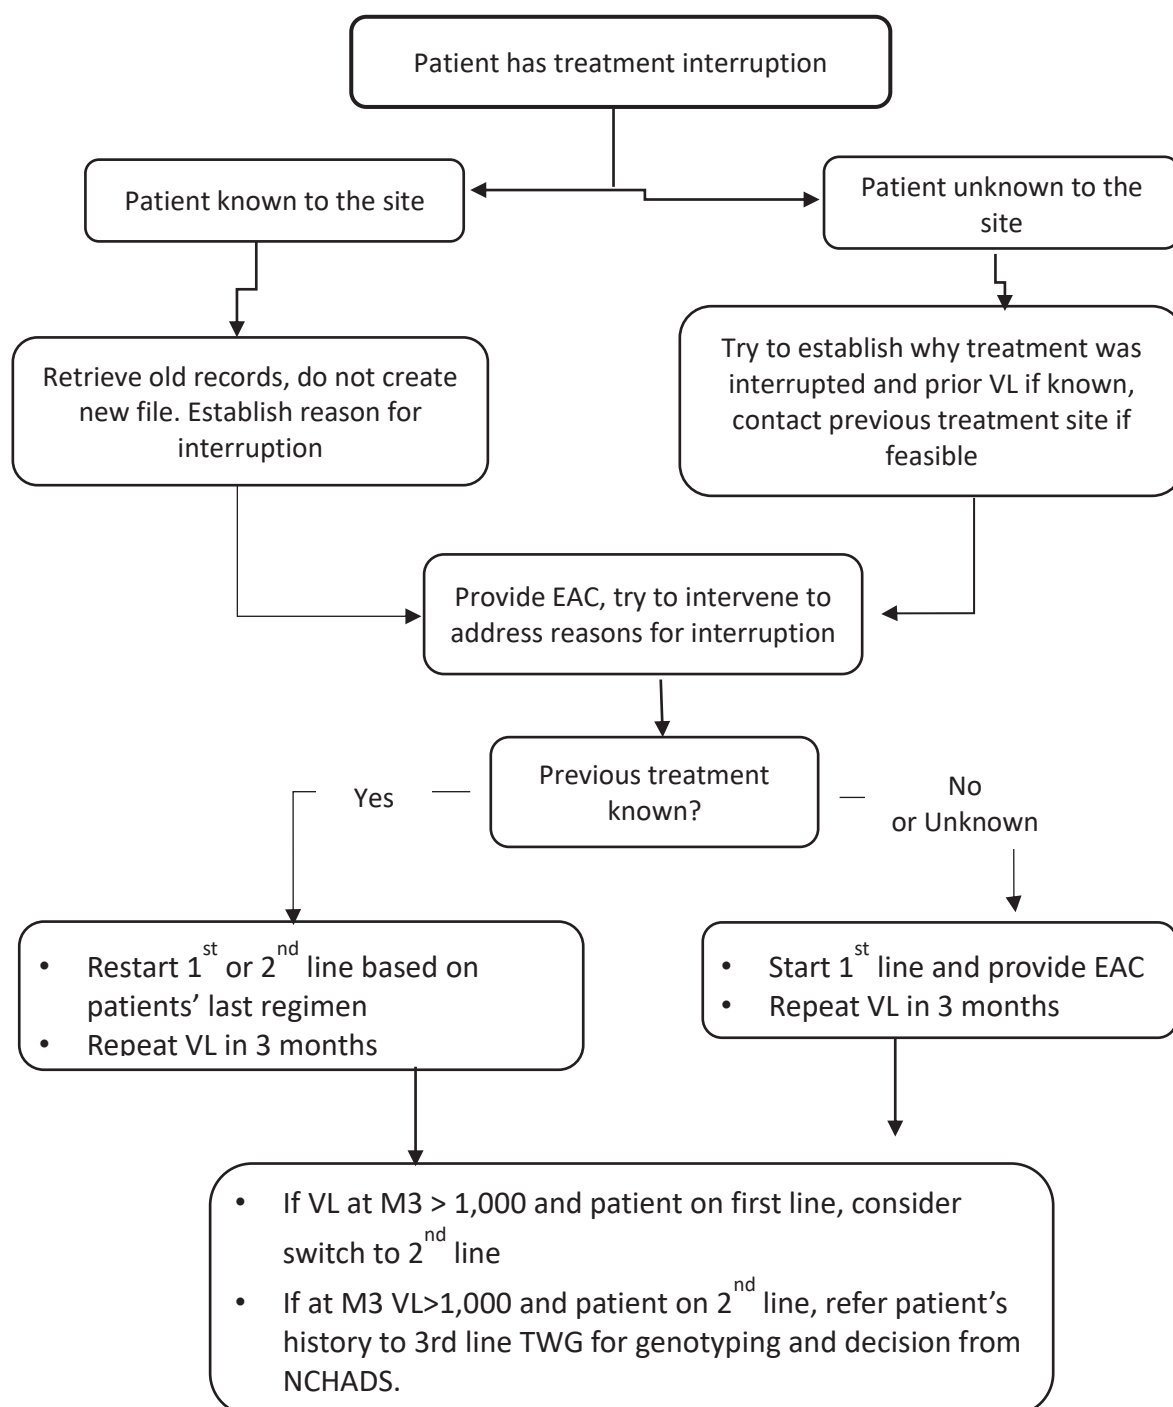 Patient has treatment interruption
Patient known to the site
Patient unknown to the
site
Retrieve old records, do not create
new file. Establish reason for
interruption
Try to establish why treatment was
interrupted and prior VL if known,
contact previous treatment site if
feasible
Provide EAC, try to intervene to
address reasons for interruption
Previous treatment
known?
Yes
No
or Unknown
• Restart 1st or 2nd line based on
patients’ last regimen
• Repeat VL in 3 months
• Start 1st line and provide EAC
• Repeat VL in 3 months
• If VL at M3 > 1,000 and patient on first line, consider
switch to 2nd line
• If at M3 VL>1,000 and patient on 2nd line, refer patient’s
history to 3rd line TWG for genotyping and decision from
NCHADS.